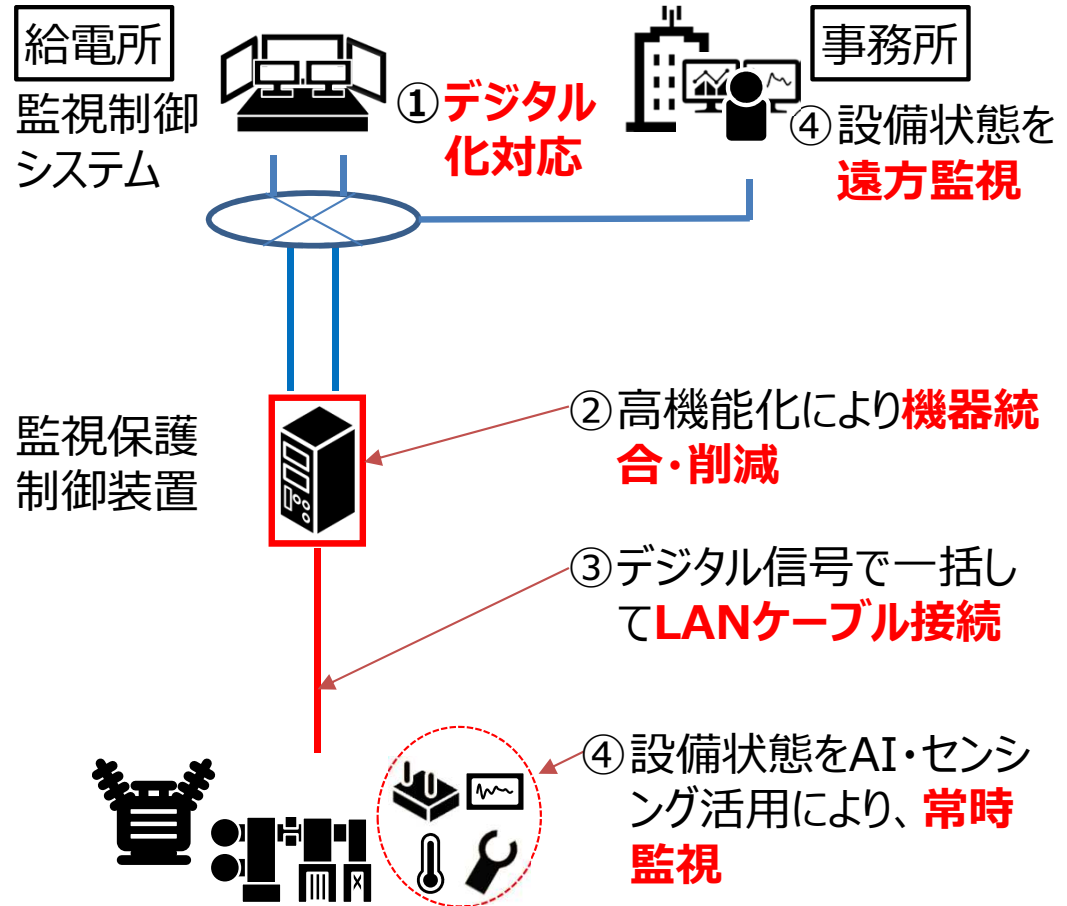 給電所
監視制御
システム
①デジタル
化対応
事務所
④設備状態を
遠方監視
監視保護
制御装置
②高機能化により機器統
合・削減
③デジタル信号で一括し
てLANケーブル接続
④設備状態をAI・センシ
ング活用により、常時
監視